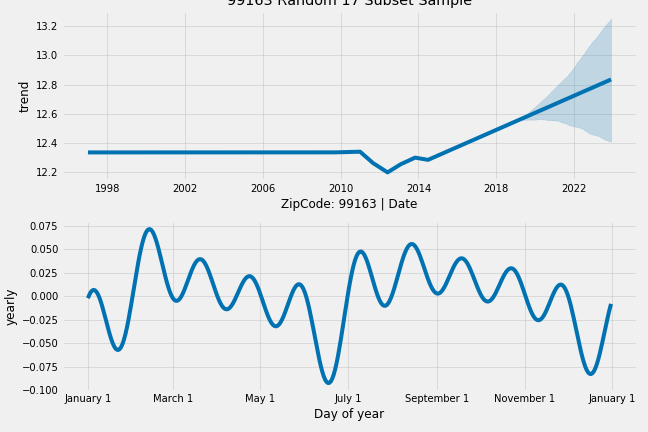 99163 Random 17 Subset Sample
13.2
13.0
12.8
12.6
12.4
12.2
trend
1998 2002 2006 2010 2014 2018 2022
ZipCode: 99163 | Date
0.075
0.050
0.025
0.000
−0.025
−0.050
−0.075
−0.100
yearly
January 1 March 1 May 1 July 1 September 1 November 1 January 1
Day of year